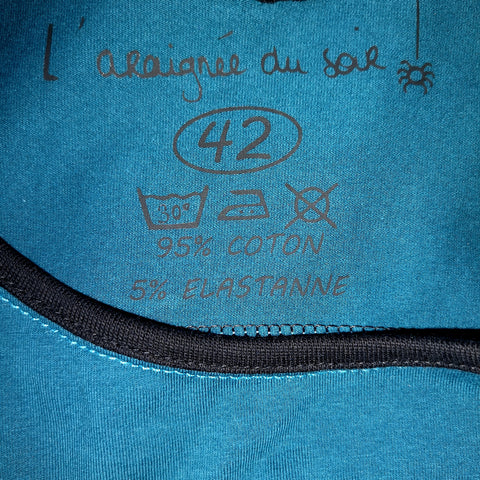 L'araignée du soir
42
30°
95% COTON
5% ELASTANNE